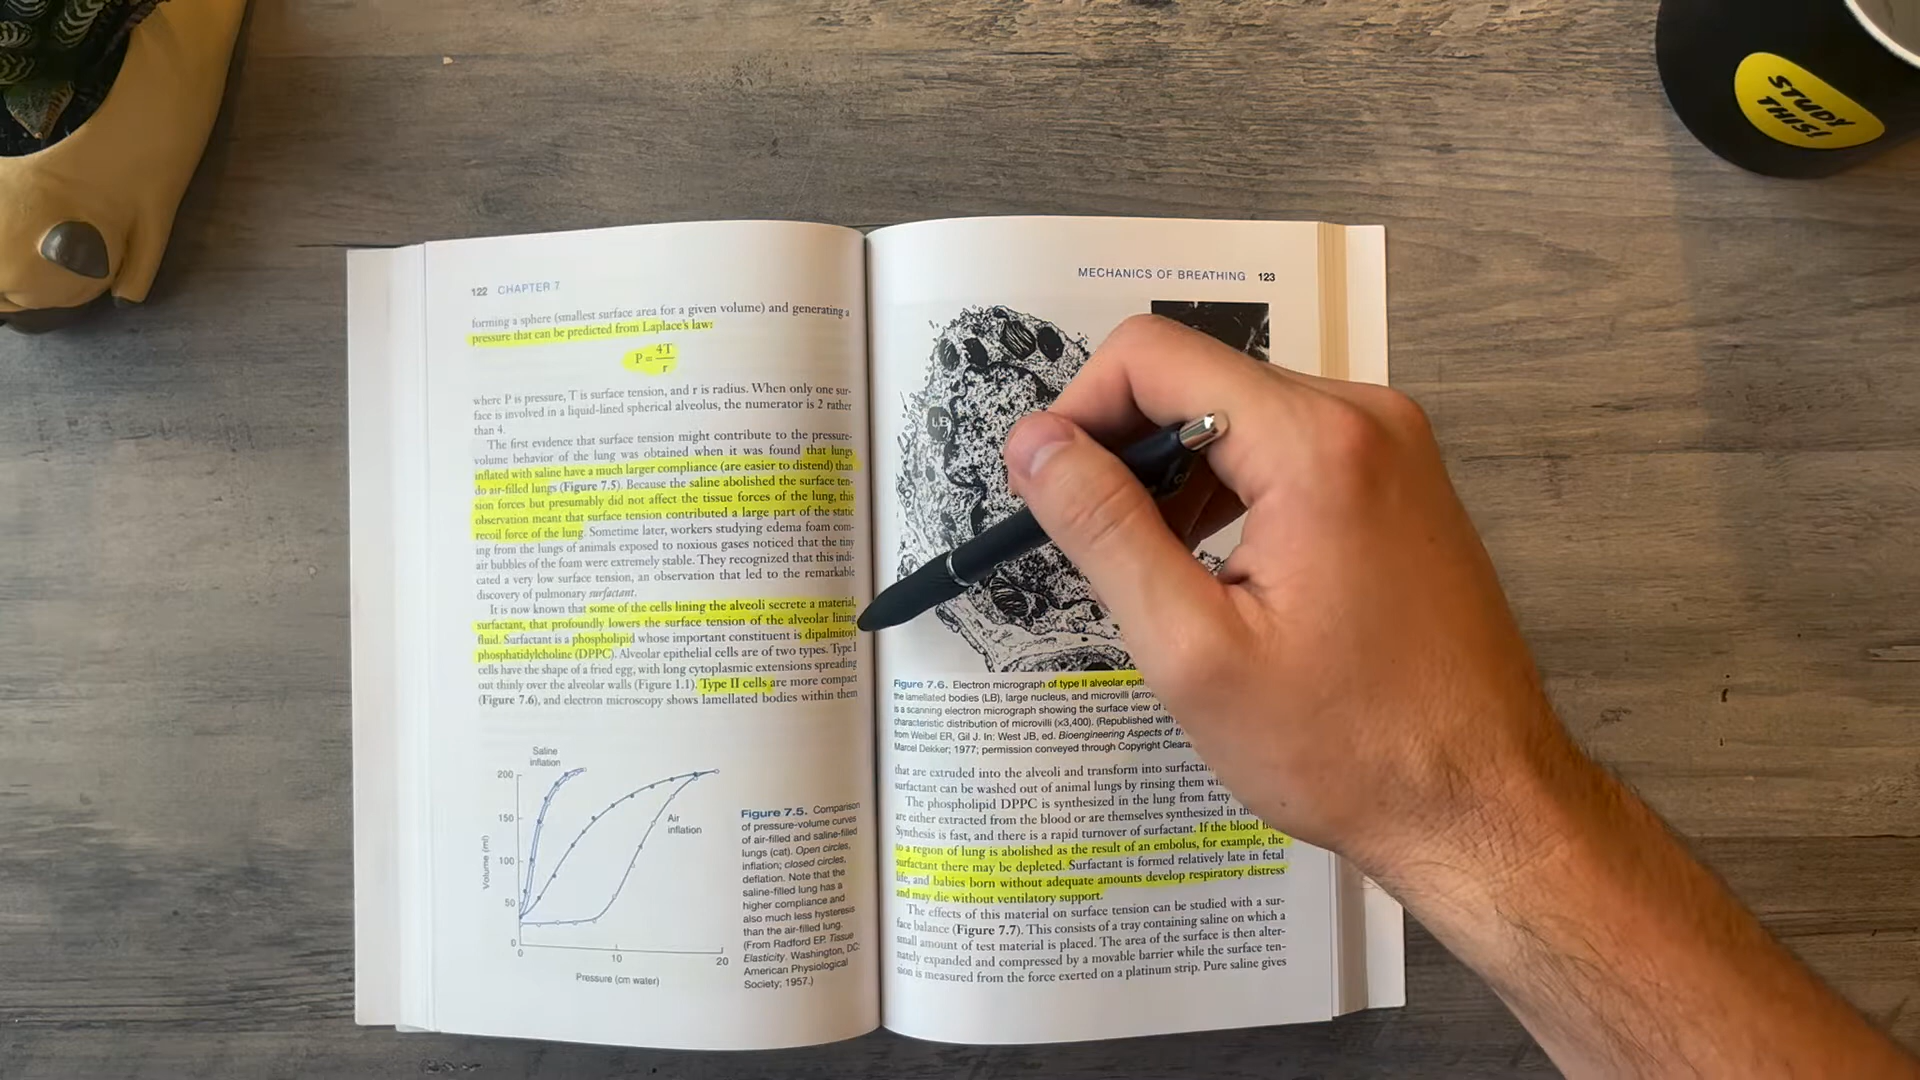 STUDY
THIS!
122 CHAPTER 7
forming a sphere (smallest surface area for a given volume) and generating a
pressure that can be predicted from Laplace's law:
P = 4T
r
where P is pressure, T is surface tension, and r is radius. When only one sur-
face is involved in a liquid-lined spherical alveolus, the numerator is 2 rather
than 4.
The first evidence that surface tension might contribute to the pressure-
volume behavior of the lung was obtained when it was found that lungs
inflated with saline have a much larger compliance (are easier to distend) than
do air-filled lungs (Figure 7.5). Because the saline abolished the surface ten-
sion forces but presumably did not affect the tissue forces of the lung, this
observation meant that surface tension contributed a large part of the static
recoil force of the lung. Sometime later, workers studying edema foam com-
ing from the lungs of animals exposed to noxious gases noticed that the tiny
air bubbles of the foam were extremely stable. They recognized that this indi-
cated a very low surface tension, an observation that led to the remarkable
discovery of pulmonary surfactant.
It is now known that some of the cells lining the alveoli secrete a material,
surfactant, that profoundly lowers the surface tension of the alveolar lining
fluid. Surfactant is a phospholipid whose important constituent is dipalmitoyl
phosphatidylcholine (DPPC). Alveolar epithelial cells are of two types. Type I
cells have the shape of a fried egg, with long cytoplasmic extensions spreading
out thinly over the alveolar walls (Figure 1.1). Type II cells are more compact
(Figure 7.6), and electron microscopy shows lamellated bodies within them
Saline
inflation
Air
inflation
200
150
100
50
0
0
10
20
Volume (ml)
Pressure (cm water)
Figure 7.5. Comparison
of pressure-volume curves
of air-filled and saline-filled
lungs (cat). Open circles,
inflation; closed circles,
deflation. Note that the
saline-filled lung has a
higher compliance and
also much less hysteresis
than the air-filled lung.
(From Radford EP. Tissue
Elasticity. Washington, DC:
American Physiological
Society; 1957.)
MECHANICS OF BREATHING 123
LB
Figure 7.6. Electron micrograph of type II alveolar epit
the lamellated bodies (LB), large nucleus, and microvilli (arrow
is a scanning electron micrograph showing the surface view of
characteristic distribution of microvilli (×3,400). (Republished with
from Weibel ER, Gil J. In: West JB, ed. Bioengineering Aspects of
Marcel Dekker; 1977; permission conveyed through Copyright Cleara
that are extruded into the alveoli and transform into
surfactant can be washed out of animal lungs by rinsing them
The phospholipid DPPC is synthesized in the lung from fatty
are either extracted from the blood or are themselves synthesized in
Synthesis is fast, and there is a rapid turnover of surfactant. If the blood
to a region of lung is abolished as the result of an embolus, for example, the
surfactant there may be depleted. Surfactant is formed relatively late in fetal
life, and babies born without adequate amounts develop respiratory distress
and may die without ventilatory support.
The effects of this material on surface tension can be studied with a sur-
face balance (Figure 7.7). This consists of a tray containing saline on which a
small amount of test material is placed. The area of the surface is then alter-
nately expanded and compressed by a movable barrier while the surface ten-
sion is measured from the force exerted on a platinum strip. Pure saline gives